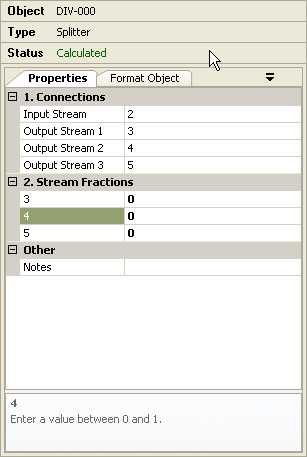 Object DIV-000
Type Splitter
Status Calculated
Properties Format Object
1. Connections
Input Stream 2
Output Stream 1 3
Output Stream 2 4
Output Stream 3 5
2. Stream Fractions
3 0
4 0
5 0
Other
Notes
4
Enter a value between 0 and 1.